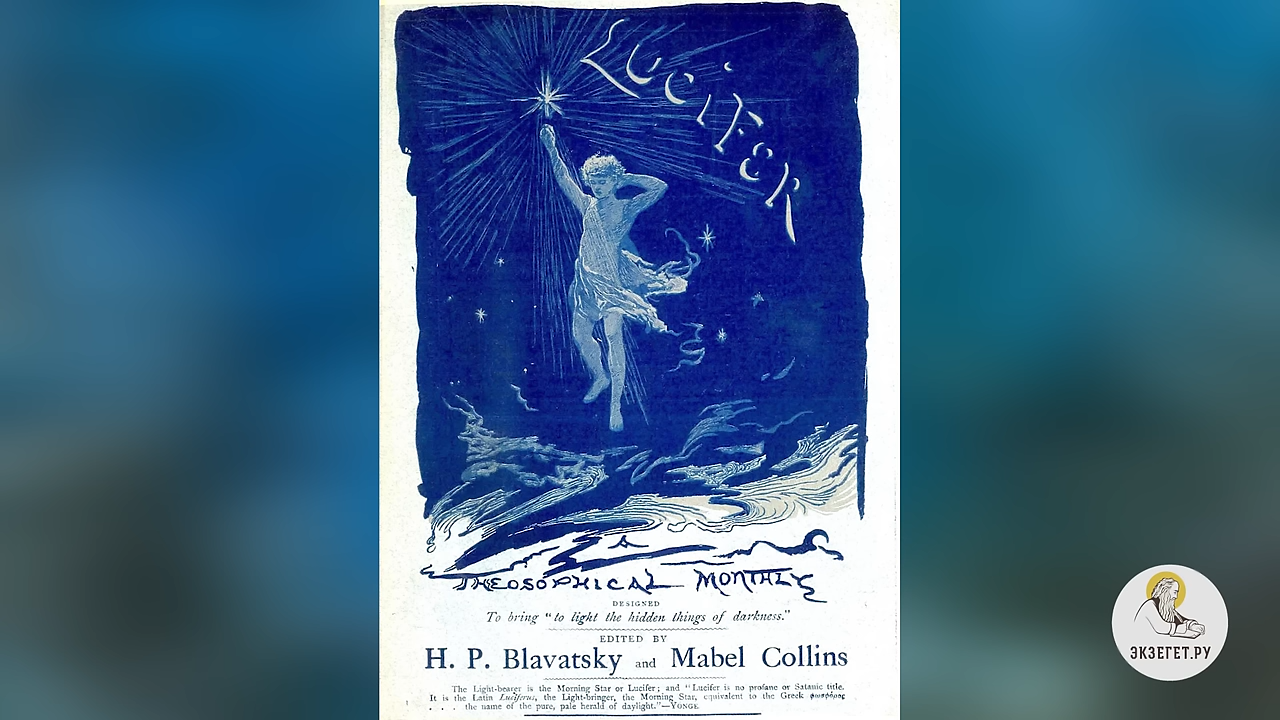 LUCIFER
A
THEOSOPHICAL MONTHLY
DESIGNED
To bring "to light the hidden things of darkness."
EDITED BY
H. P. Blavatsky and Mabel Collins
The Light-bearer is the Morning Star or Lucifer; and "Lucifer is no profane or Satanic title.
It is the Latin Luciferus, the Light-bringer, the Morning Star, equivalent to the Greek φωσφόρος
. . . the name of the pure, pale herald of daylight."—YONGE.
ЭКЗЕГЕТ.РУ